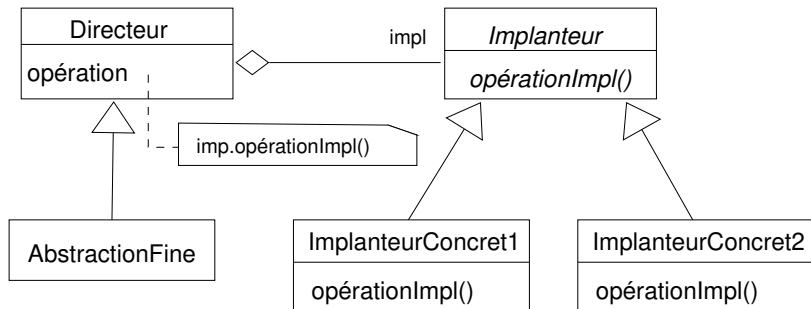 Directeur
opération
impl
Implanteur
opérationImpl()
imp.opérationImpl()
AbstractionFine
ImplanteurConcret1
opérationImpl()
ImplanteurConcret2
opérationImpl()